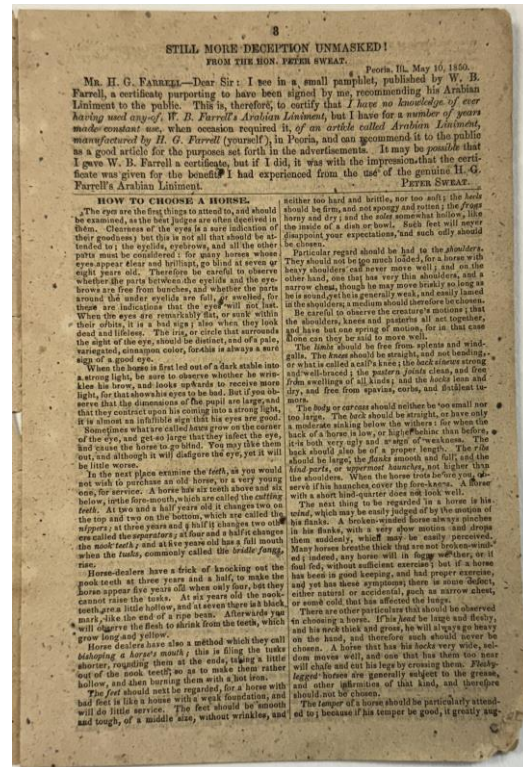 3
STILL MORE DECEPTION UNMASKED!
FROM THE HON. PETER SWEAT.
Peoria, Ill. May 10, 1850.
MR. H. G. FARRELL—Dear Sir: I see in a small pamphlet, published by W. B.
Farrell, a certificate purporting to have been signed by me, recommending his Arabian
Liniment to the public. This is, therefore, to certify that I have no knowledge of ever
having used any of W. B. Farrell's Arabian Liniment, but I have for a number of years
made constant use, when occasion required it, of an article called Arabian Liniment,
manufactured by H. G. Farrell (yourself), in Peoria, and can recommend it to the public
as a good article for the purposes set forth in the advertisements. It may be possible that
I gave W. B. Farrell a certificate, but if I did, it was with the impression that the certi-
ficate was given for the benefit I had experienced from the use of the genuine H. G.
Farrell's Arabian Liniment. PETER SWEAT.
HOW TO CHOOSE A HORSE.
The eyes are the first things to attend to, and should
be examined, as the best judges are often deceived in
them. Clearness of the eyes is a sure indication of
their goodness; but this is not all that should be at-
tended to; the eyelids, eyebrows, and all the other
parts must be considered; for many horses whose
eyes appear clear and brilliant, go blind at seven or
eight years old. Therefore be careful to observe
whether the parts between the eyelids and the eye-
brows are free from bunches, and whether the parts
around the under eyelids are full, or swelled, for
these are indications that the eyes will not last.
When the eyes are remarkably flat, or sunk within
their orbits, it is a bad sign; also when they look
dead and lifeless. The iris, or circle that surrounds
the sight of the eye, should be distinct, and of a pale,
variegated, cinnamon color, for this is always a sure
sign of a good eye.
When the horse is first led out of a dark stable into
a strong light, be sure to observe whether he wrin-
kles his brow, and looks upwards to receive more
light, for that shows his eyes to be bad. But if you ob-
serve that the dimensions of the pupil are large, and
that they contract upon his coming into a strong light,
it is almost an infallible sign that his eyes are good.
Sometimes what are called haws grow on the corner
of the eye, and get so large that they infect the eye,
and cause the horse to go blind. You may take them
out, and although it will disfigure the eye, yet it will
be little worse.
In the next place examine the teeth, as you would
not wish to purchase an old horse, or a very young
one, for service. A horse has six teeth above and six
below, in the fore-mouth, which are called the cutting
teeth. At two and a half years old it changes two on
the top and two on the bottom, which are called the
nippers; at three years and a half it changes two oth-
ers called the separators; at four and a half it changes
the nook teeth; and at five years old has a full mouth
when the tusks, commonly called the bridle fangs,
rise.
Horse-dealers have a trick of knocking out the
nook teeth at three years and a half, to make the
horse appear five years old when only four, but they
cannot raise the tusks. At six years old the nook-
teeth are a little hollow, and at seven there is a black
mark, like the end of a ripe bean. Afterwards you
will observe the flesh to shrink from the teeth, which
grow long and yellow.
Horse dealers have also a method which they call
bishoping a horse's mouth; this is filing the tusks
shorter, rounding them at the ends, taking a little
out of the nook teeth, so as to make them rather
hollow, and then burning them with a hot iron.
The feet should next be regarded, for a horse with
bad feet is like a house with a weak foundation, and
will do little service. The feet should be smooth
and tough, of a middle size, without wrinkles, and
neither too hard and brittle, nor too soft; the heels
should be firm, and not spongy and rotten; the frogs
horny and dry; and the soles somewhat hollow, like
the inside of a dish or bowl. Such feet will never
disappoint your expectations, and such only should
be chosen.
Particular regard should be had to the shoulders.
They should not be too much loaded, for a horse with
heavy shoulders can never move well; and on the
other hand, one that has very thin shoulders, and a
narrow chest, though he may move briskly so long as
he is sound, yet he is generally weak, and easily lamed
in the shoulders; a medium should therefore be chosen.
Be careful to observe the creature's motions; that
the shoulders, knees and pasterns all act together,
and have but one spring of motion, for in that case
alone can they be said to move well.
The limbs should be free from splents and wind-
galls. The knees should be straight, and not bending,
or what is called a calf's knee; the back sinews strong
and well-braced; the pastern joints clean, and free
from swellings of all kinds; and the hocks lean and
dry, and free from spavins, curbs, and flatulent tu-
mors.
The body or carcass should neither be too small nor
too large. The back should be straight, or have only
a moderate sinking below the withers; for when the
back of a horse is low, or higher behind than before,
it is both very ugly and a sign of weakness. The
back should also be of a proper length. The ribs
should be large, the flanks smooth and full, and the
hind-parts, or uppermost haunches, not higher than
the shoulders. When the horse trots before you, ob-
serve if his haunches cover the fore-knees. A horse
with a short hind-quarter does not look well.
The next thing to be regarded in a horse is his
wind, which may be easily judged of by the motion of
his flanks. A broken-winded horse always pinches
in his flanks, with a very slow motion and drops
them suddenly, which may be easily perceived.
Many horses breathe thick that are not broken-wind-
ed; indeed, any horse will in foggy weather, or if
foul fed, without sufficient exercise; but if a horse
has been in good keeping, and had proper exercise,
and yet has these symptoms, there is some defect,
either natural or accidental, such as narrow chest,
or some cold that has affected the lungs.
There are other particulars that should be observed
in choosing a horse. If his head be large and fleshy,
and his neck thick and gross, he will always go heavy
on the hand, and therefore such should never be
chosen. A horse that has his hocks very wide, sel-
dom moves well, and one that has them too near
will chafe and cut his legs by crossing them. Fleshy-
legged horses are generally subject to the grease,
and other infirmities of that kind, and therefore
should not be chosen.
The temper of a horse should be particularly attend-
ed to; because if his temper be good, it greatly aug-